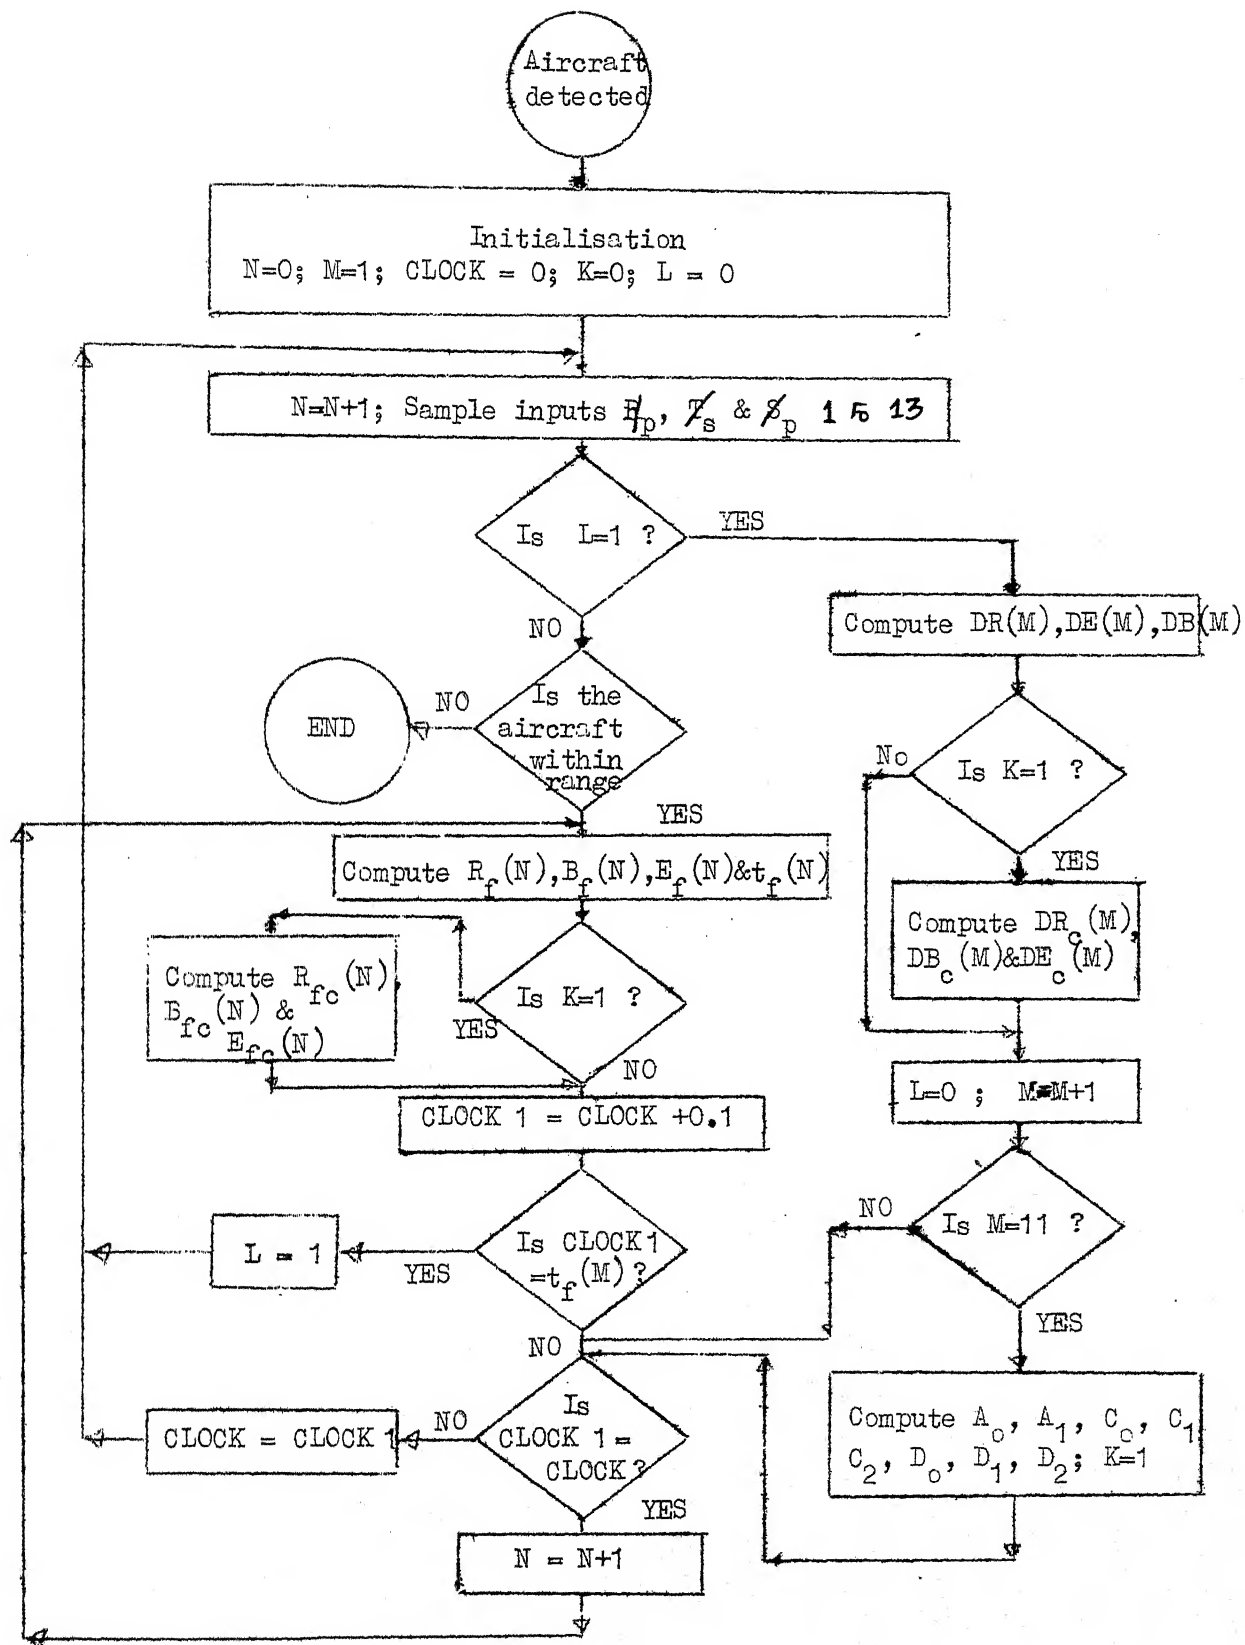 Aircraft
detected
Initialisation
N=0; M=1; CLOCK = 0; K=0; L = 0
N=N+1; Sample inputs R_p, T_s & S_p 1 to 13
Is L=1 ?
YES
NO
Compute DR(M),DE(M),DB(M)
Is the
aircraft
within
range
NO
END
YES
Is K=1 ?
No
YES
Compute R_f(N),B_f(N),E_f(N)&t_f(N)
Compute DR_c(M),
DB_c(M)&DE_c(M)
Is K=1 ?
YES
NO
Compute R_fc(N)
B_fc(N) &
E_fc(N)
L=0 ; M=M+1
CLOCK 1 = CLOCK +0.1
Is M=11 ?
NO
YES
Is CLOCK 1
=t_f(M) ?
YES
L = 1
NO
Compute A_o, A_1, C_o, C_1
C_2, D_o, D_1, D_2; K=1
Is
CLOCK 1 =
CLOCK?
NO
CLOCK = CLOCK 1
YES
N = N+1